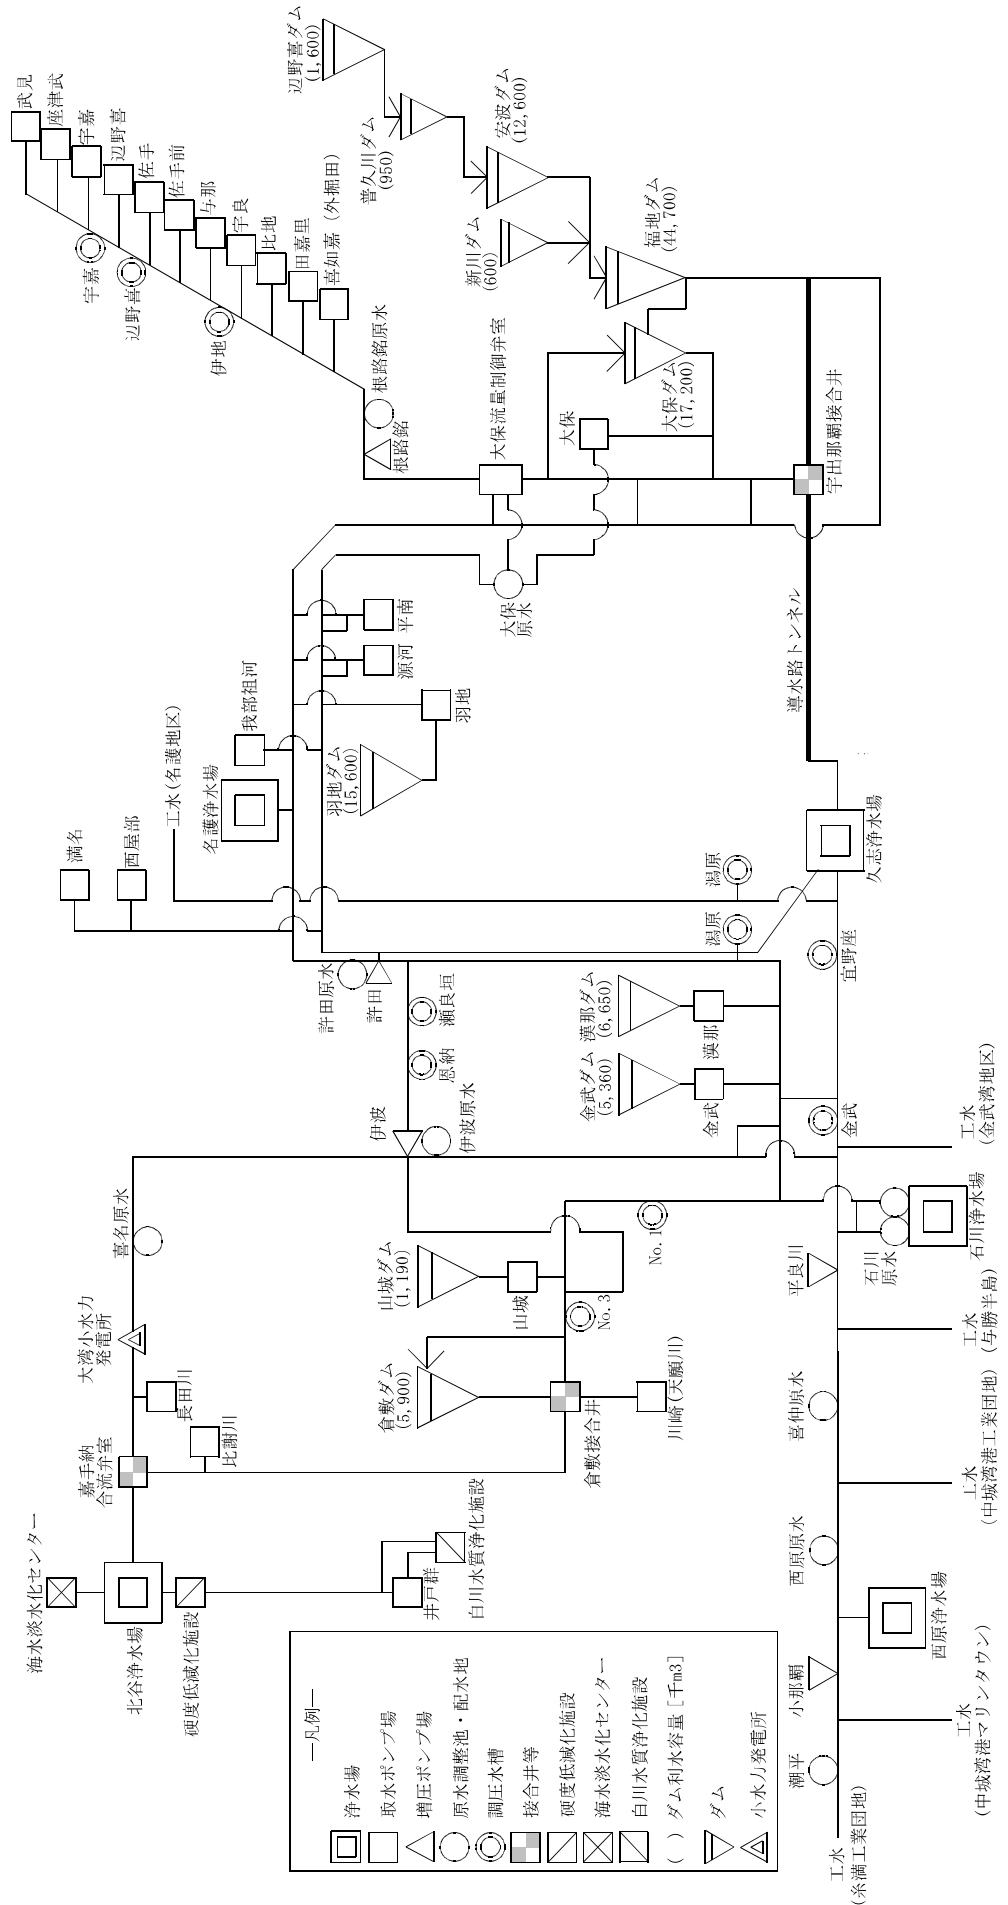 海水淡水化センター
北谷浄水場
硬度低減化施設
嘉手納
合流弁室
大湾小水力
発電所
長田川
比謝川
喜名原水
井戸群
白川水質浄化施設
倉敷ダム
(5,900)
倉敷接合井
川崎(天願川)
山城ダム
(1,190)
山城
No.3
No.1
伊波
伊波原水
恩納
瀬良垣
許田原水
許田
満名
西屋部
工水(名護地区)
名護浄水場
我部祖河
羽地ダム
(15,600)
羽地
源河
平南
大保
原水
武見
座津武
宇嘉
辺野喜
佐手
佐手前
与那
宇良
比地
田嘉里
喜如嘉(外掘田)
宇嘉
辺野喜
伊地
根路銘原水
根路銘
大保流量制御弁室
大保
大保ダム
(17,200)
辺野喜ダム
(1,600)
普久川ダム
(950)
安波ダム
(12,600)
新川ダム
(600)
福地ダム
(44,700)
宇出那覇接合井
導水路トンネル
久志浄水場
潟原
潟原
宜野座
漢那ダム
(6,650)
漢那
金武ダム
(5,360)
金武
金武
工水
(金武湾地区)
石川浄水場
石川
原水
平良川
工水
(与勝半島)
喜仲原水
工水
(中城湾港工業団地)
西原原水
西原浄水場
小那覇
工水
(中城湾港マリンタウン)
潮平
工水
(糸満工業団地)
―凡例―
浄水場
取水ポンプ場
増圧ポンプ場
原水調整池・配水地
調圧水槽
接合井等
硬度低減化施設
海水淡水化センター
白川水質浄化施設
( ) ダム利水容量[千m3]
ダム
小水力発電所